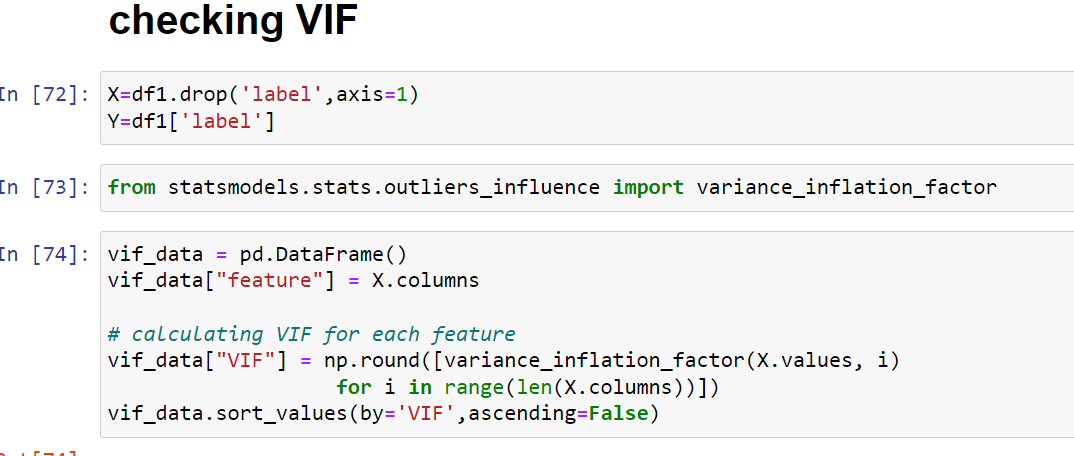 checking VIF
In [72]: X=df1.drop('label',axis=1)
Y=df1['label']
In [73]: from statsmodels.stats.outliers_influence import variance_inflation_factor
In [74]: vif_data = pd.DataFrame()
vif_data["feature"] = X.columns
# calculating VIF for each feature
vif_data["VIF"] = np.round([variance_inflation_factor(X.values, i)
for i in range(len(X.columns))])
vif_data.sort_values(by='VIF',ascending=False)